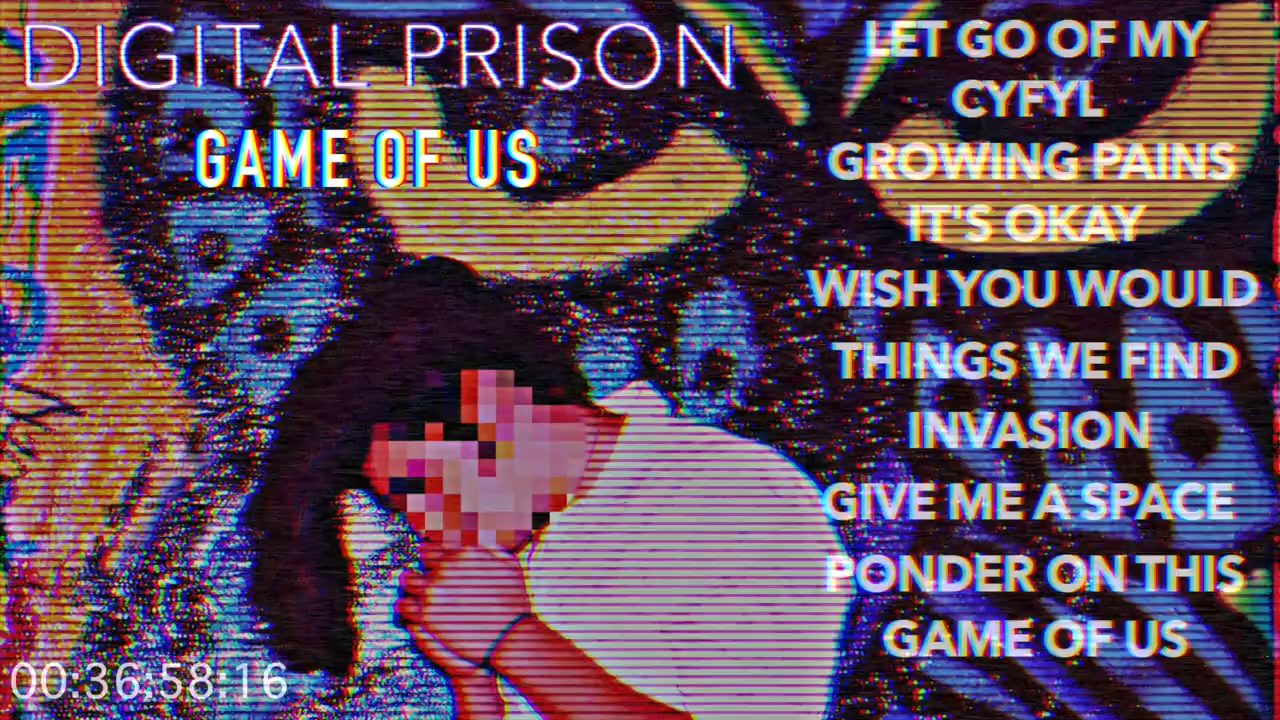 DIGITAL PRISON
GAME OF US
LET GO OF MY
CYFYL
GROWING PAINS
IT'S OKAY
WISH YOU WOULD
THINGS WE FIND
INVASION
GIVE ME A SPACE
PONDER ON THIS
GAME OF US
00:36:58:16